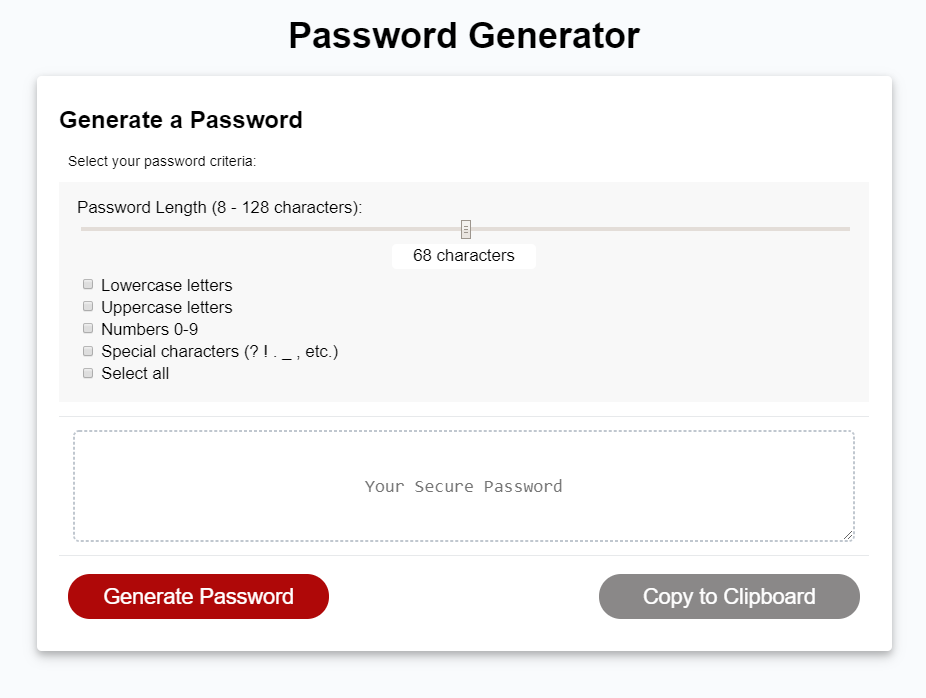 Password Generator
Generate a Password
Select your password criteria:
Password Length (8 - 128 characters):
68 characters
Lowercase letters
Uppercase letters
Numbers 0-9
Special characters (? ! . _ , etc.)
Select all
Your Secure Password
Generate Password
Copy to Clipboard